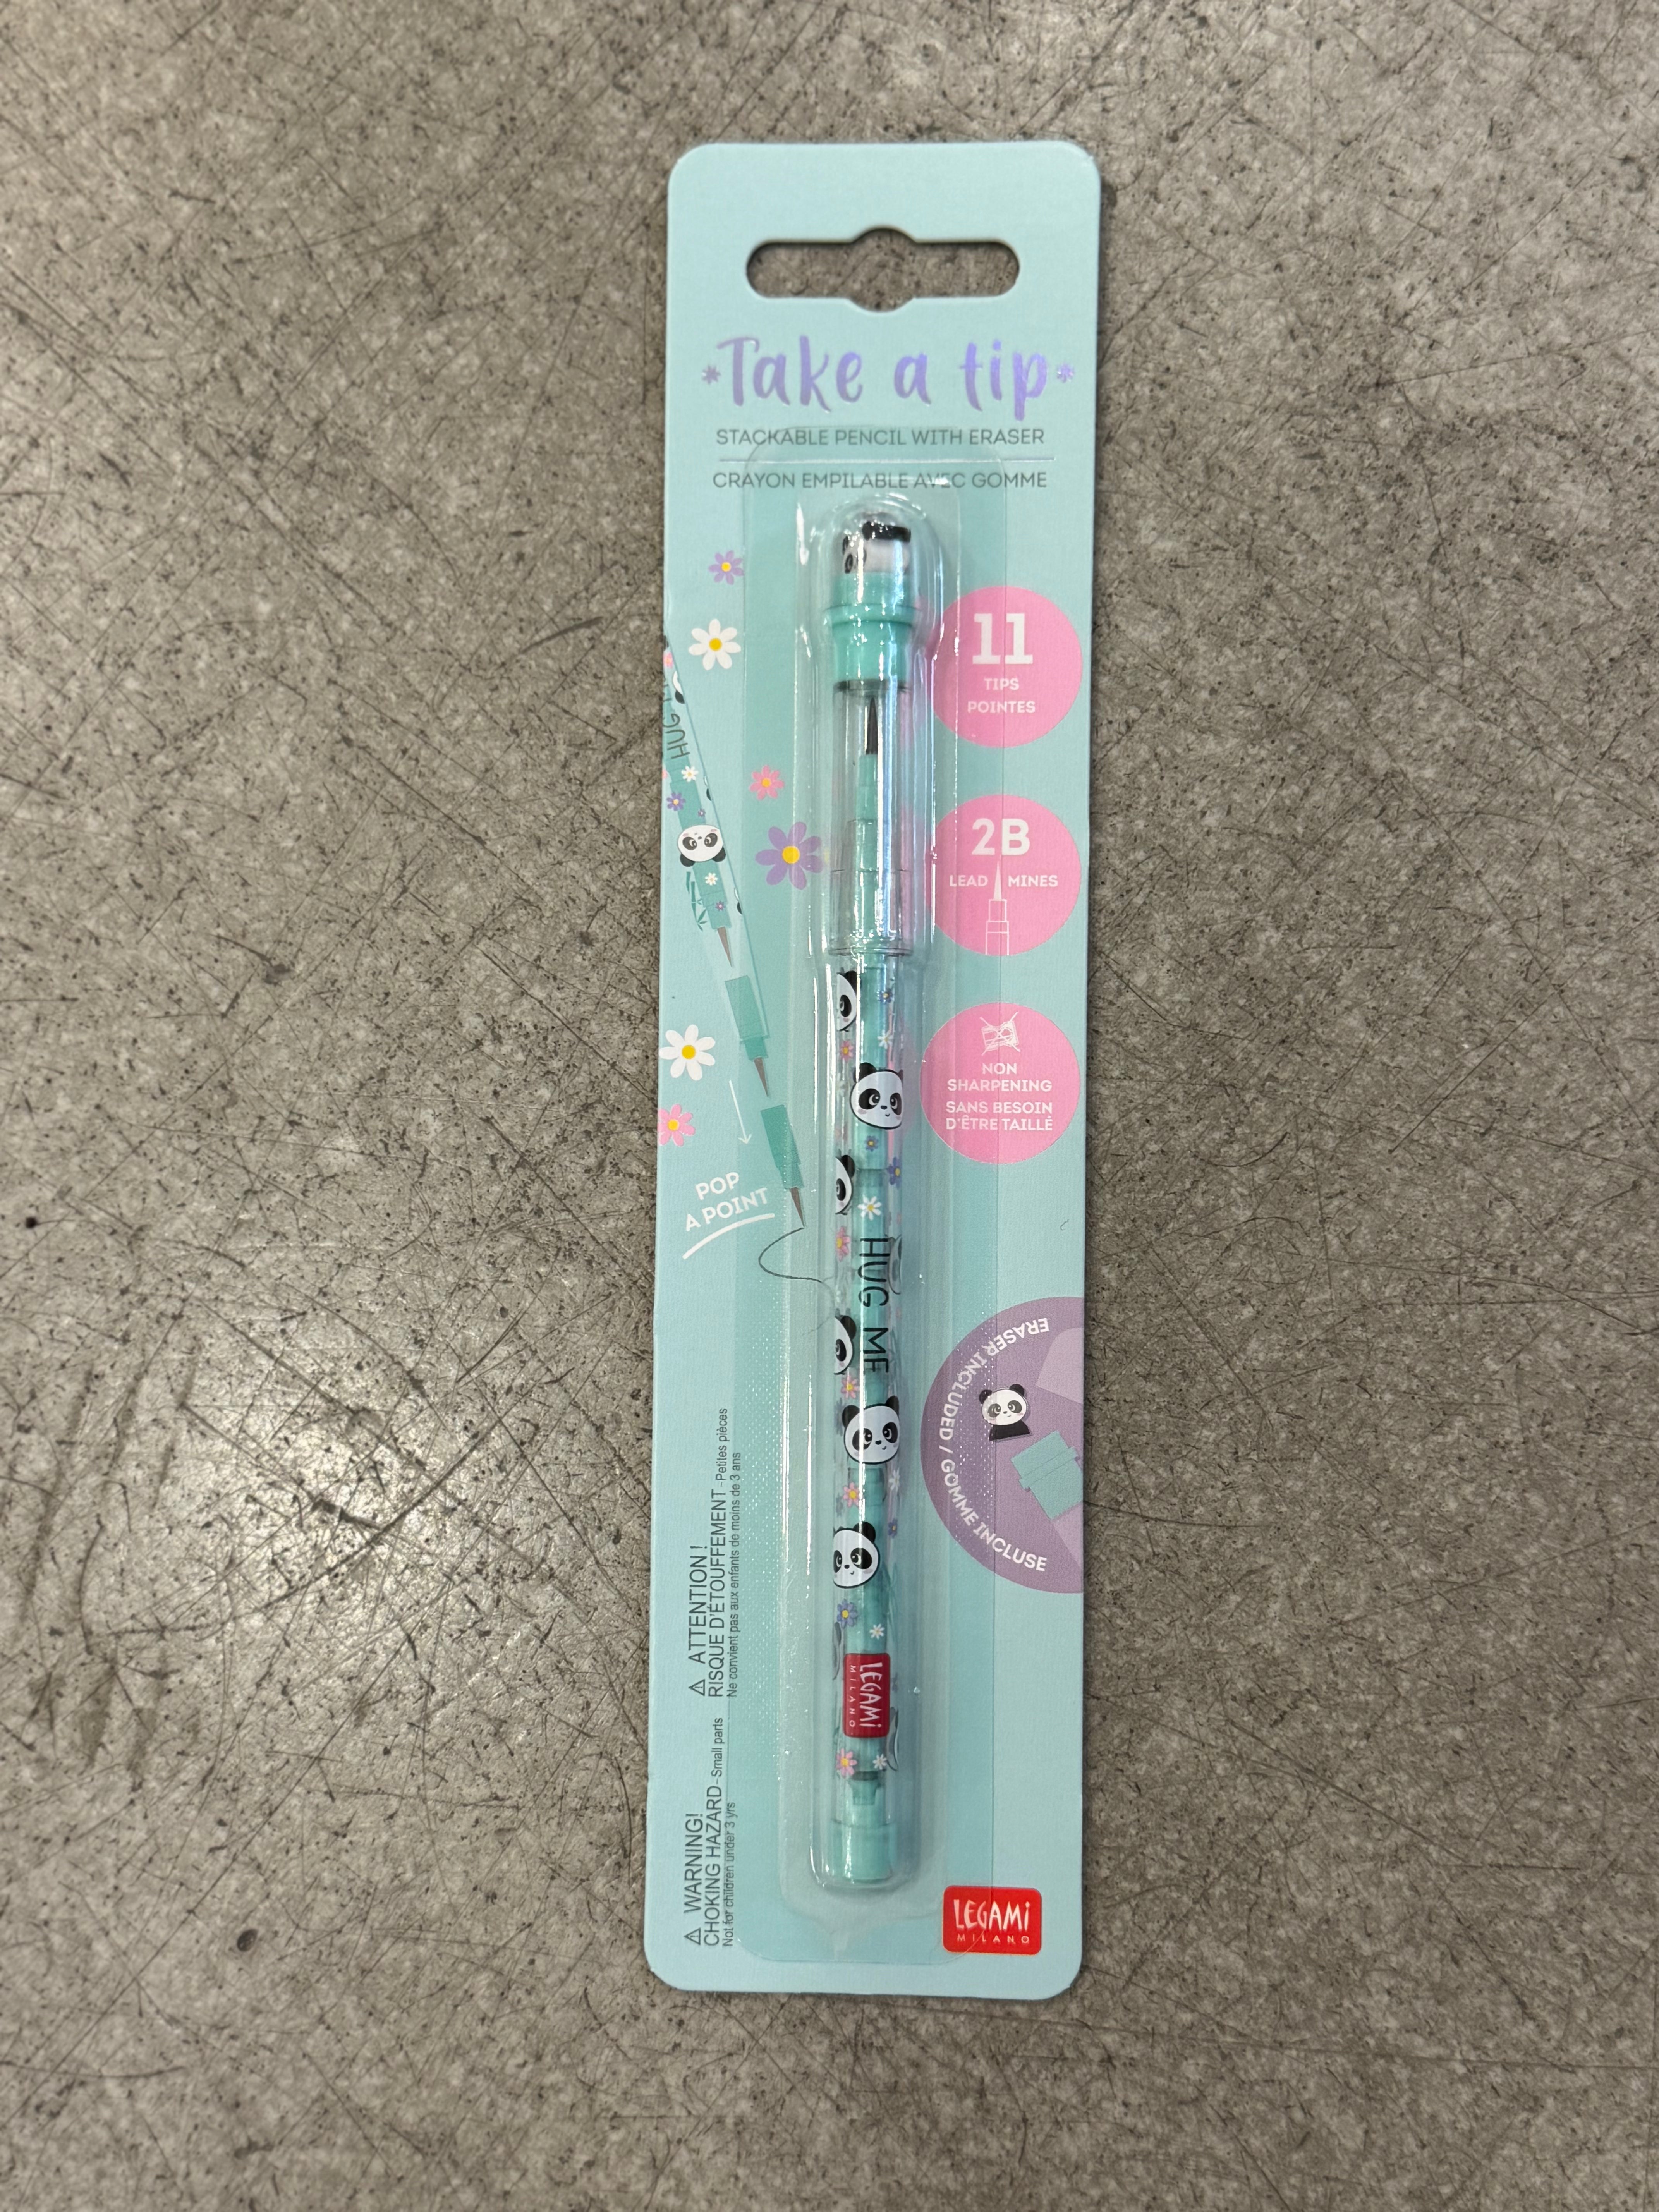 Take a tip
STACKABLE PENCIL WITH ERASER
CRAYON EMPILABLE AVEC GOMME
11
TIPS
POINTES
HUG
2B
LEAD MINES
NON
SHARPENING
SANS BESOIN
D'ÊTRE TAILLÉ
POP
A POINT
HUG ME
ERASER INCLUDED / GOMME INCLUSE
⚠ ATTENTION!
RISQUE D'ÉTOUFFEMENT - Petites pièces
Ne convient pas aux enfants de moins de 3 ans
⚠ WARNING!
CHOKING HAZARD - Small parts
Not for children under 3 yrs
LEGAMI
MILANO
LEGAMI
MILANO